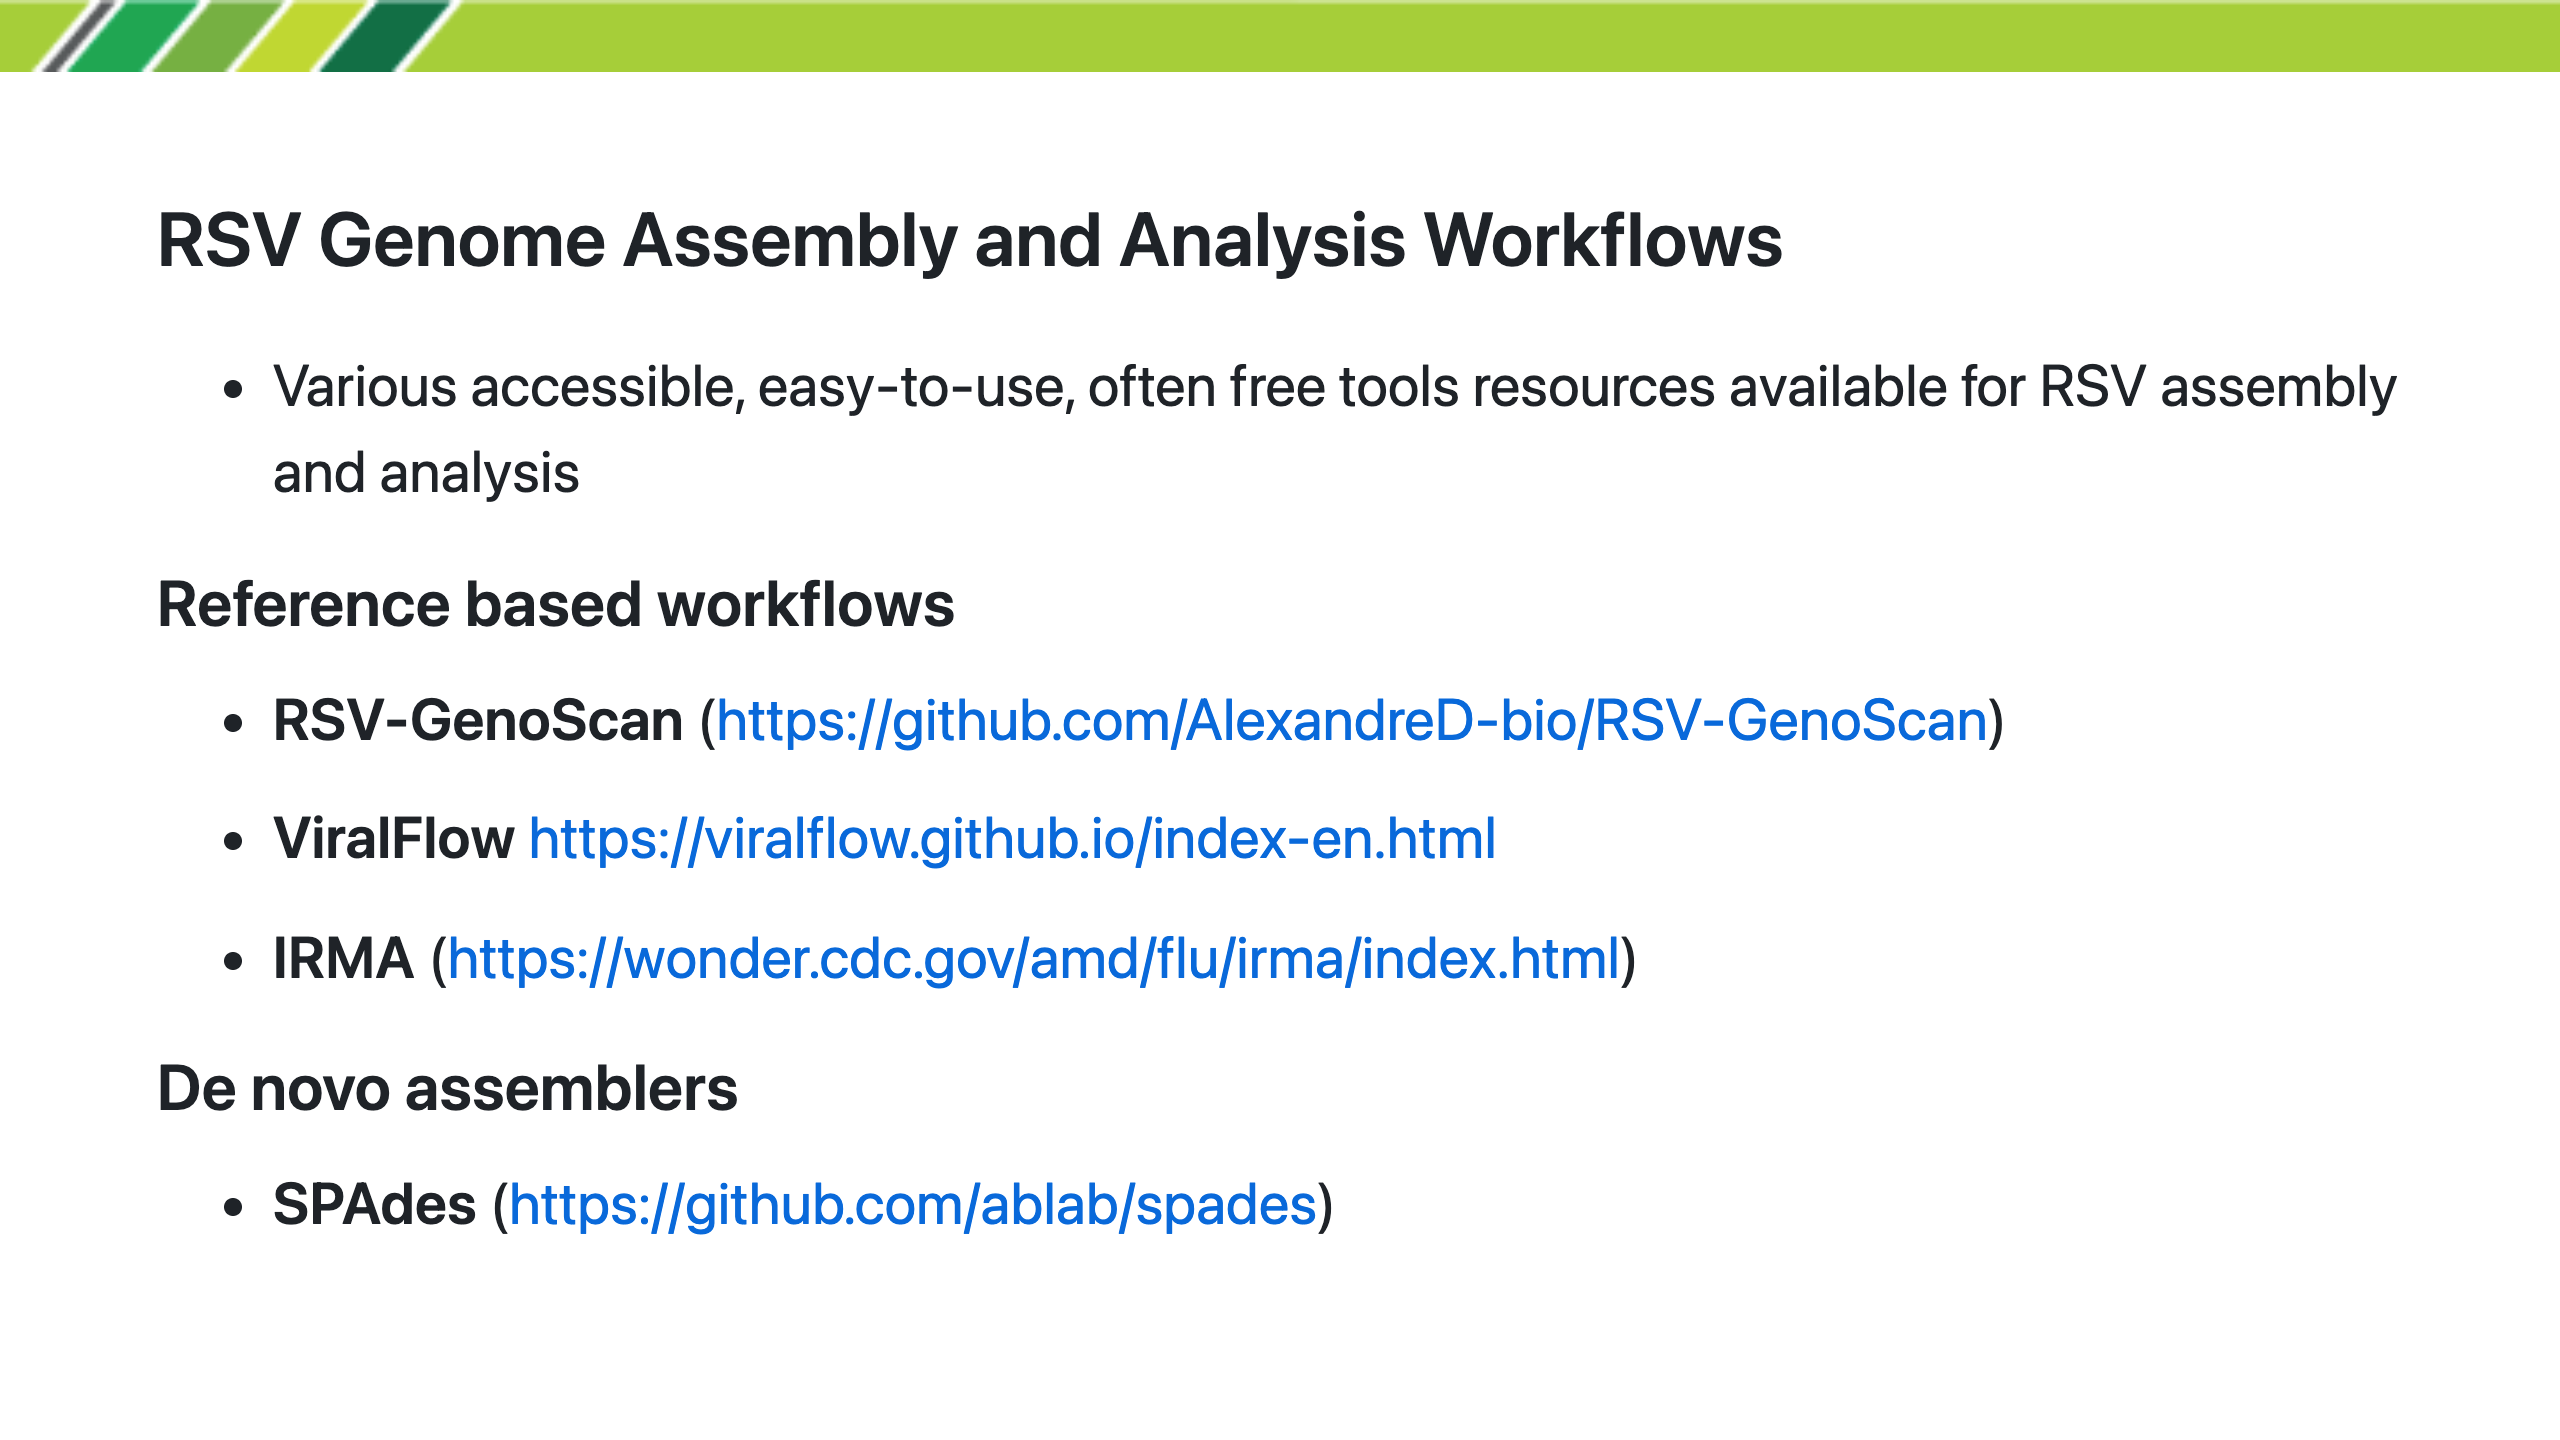 RSV Genome Assembly and Analysis Workflows
• Various accessible, easy-to-use, often free tools resources available for RSV assembly
and analysis
Reference based workflows
• RSV-GenoScan (https://github.com/AlexandreD-bio/RSV-GenoScan)
• ViralFlow https://viralflow.github.io/index-en.html
• IRMA (https://wonder.cdc.gov/amd/flu/irma/index.html)
De novo assemblers
• SPAdes (https://github.com/ablab/spades)